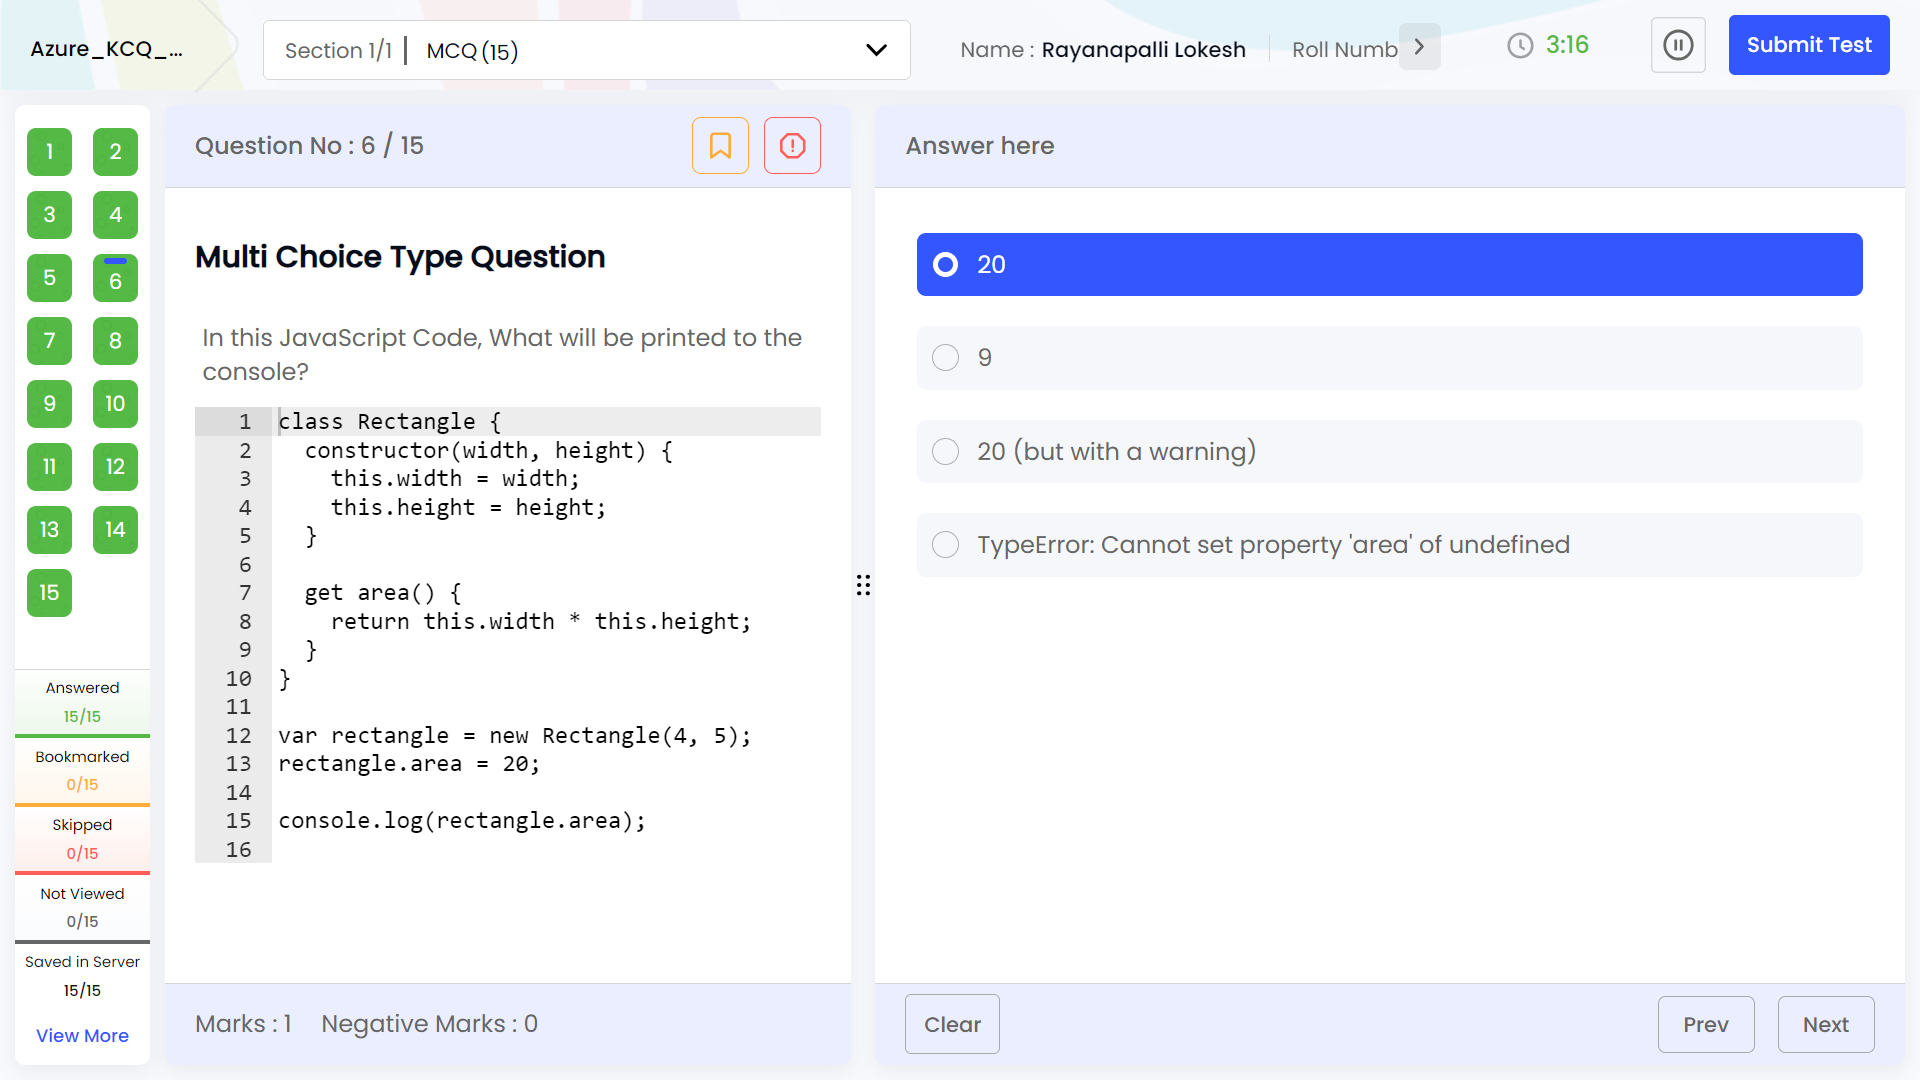 Azure_KCQ_...
Section 1/1 | MCQ (15)
Name : Rayanapalli Lokesh
Roll Numb
3:16
Submit Test
1 2
3 4
5 6
7 8
9 10
11 12
13 14
15
Answered
15/15
Bookmarked
0/15
Skipped
0/15
Not Viewed
0/15
Saved in Server
15/15
View More
Question No : 6 / 15
Multi Choice Type Question
In this JavaScript Code, What will be printed to the
console?
1 class Rectangle {
2   constructor(width, height) {
3     this.width = width;
4     this.height = height;
5   }
6
7   get area() {
8     return this.width * this.height;
9   }
10 }
11
12 var rectangle = new Rectangle(4, 5);
13 rectangle.area = 20;
14
15 console.log(rectangle.area);
16
Marks : 1 Negative Marks : 0
Answer here
20
9
20 (but with a warning)
TypeError: Cannot set property 'area' of undefined
Clear
Prev
Next